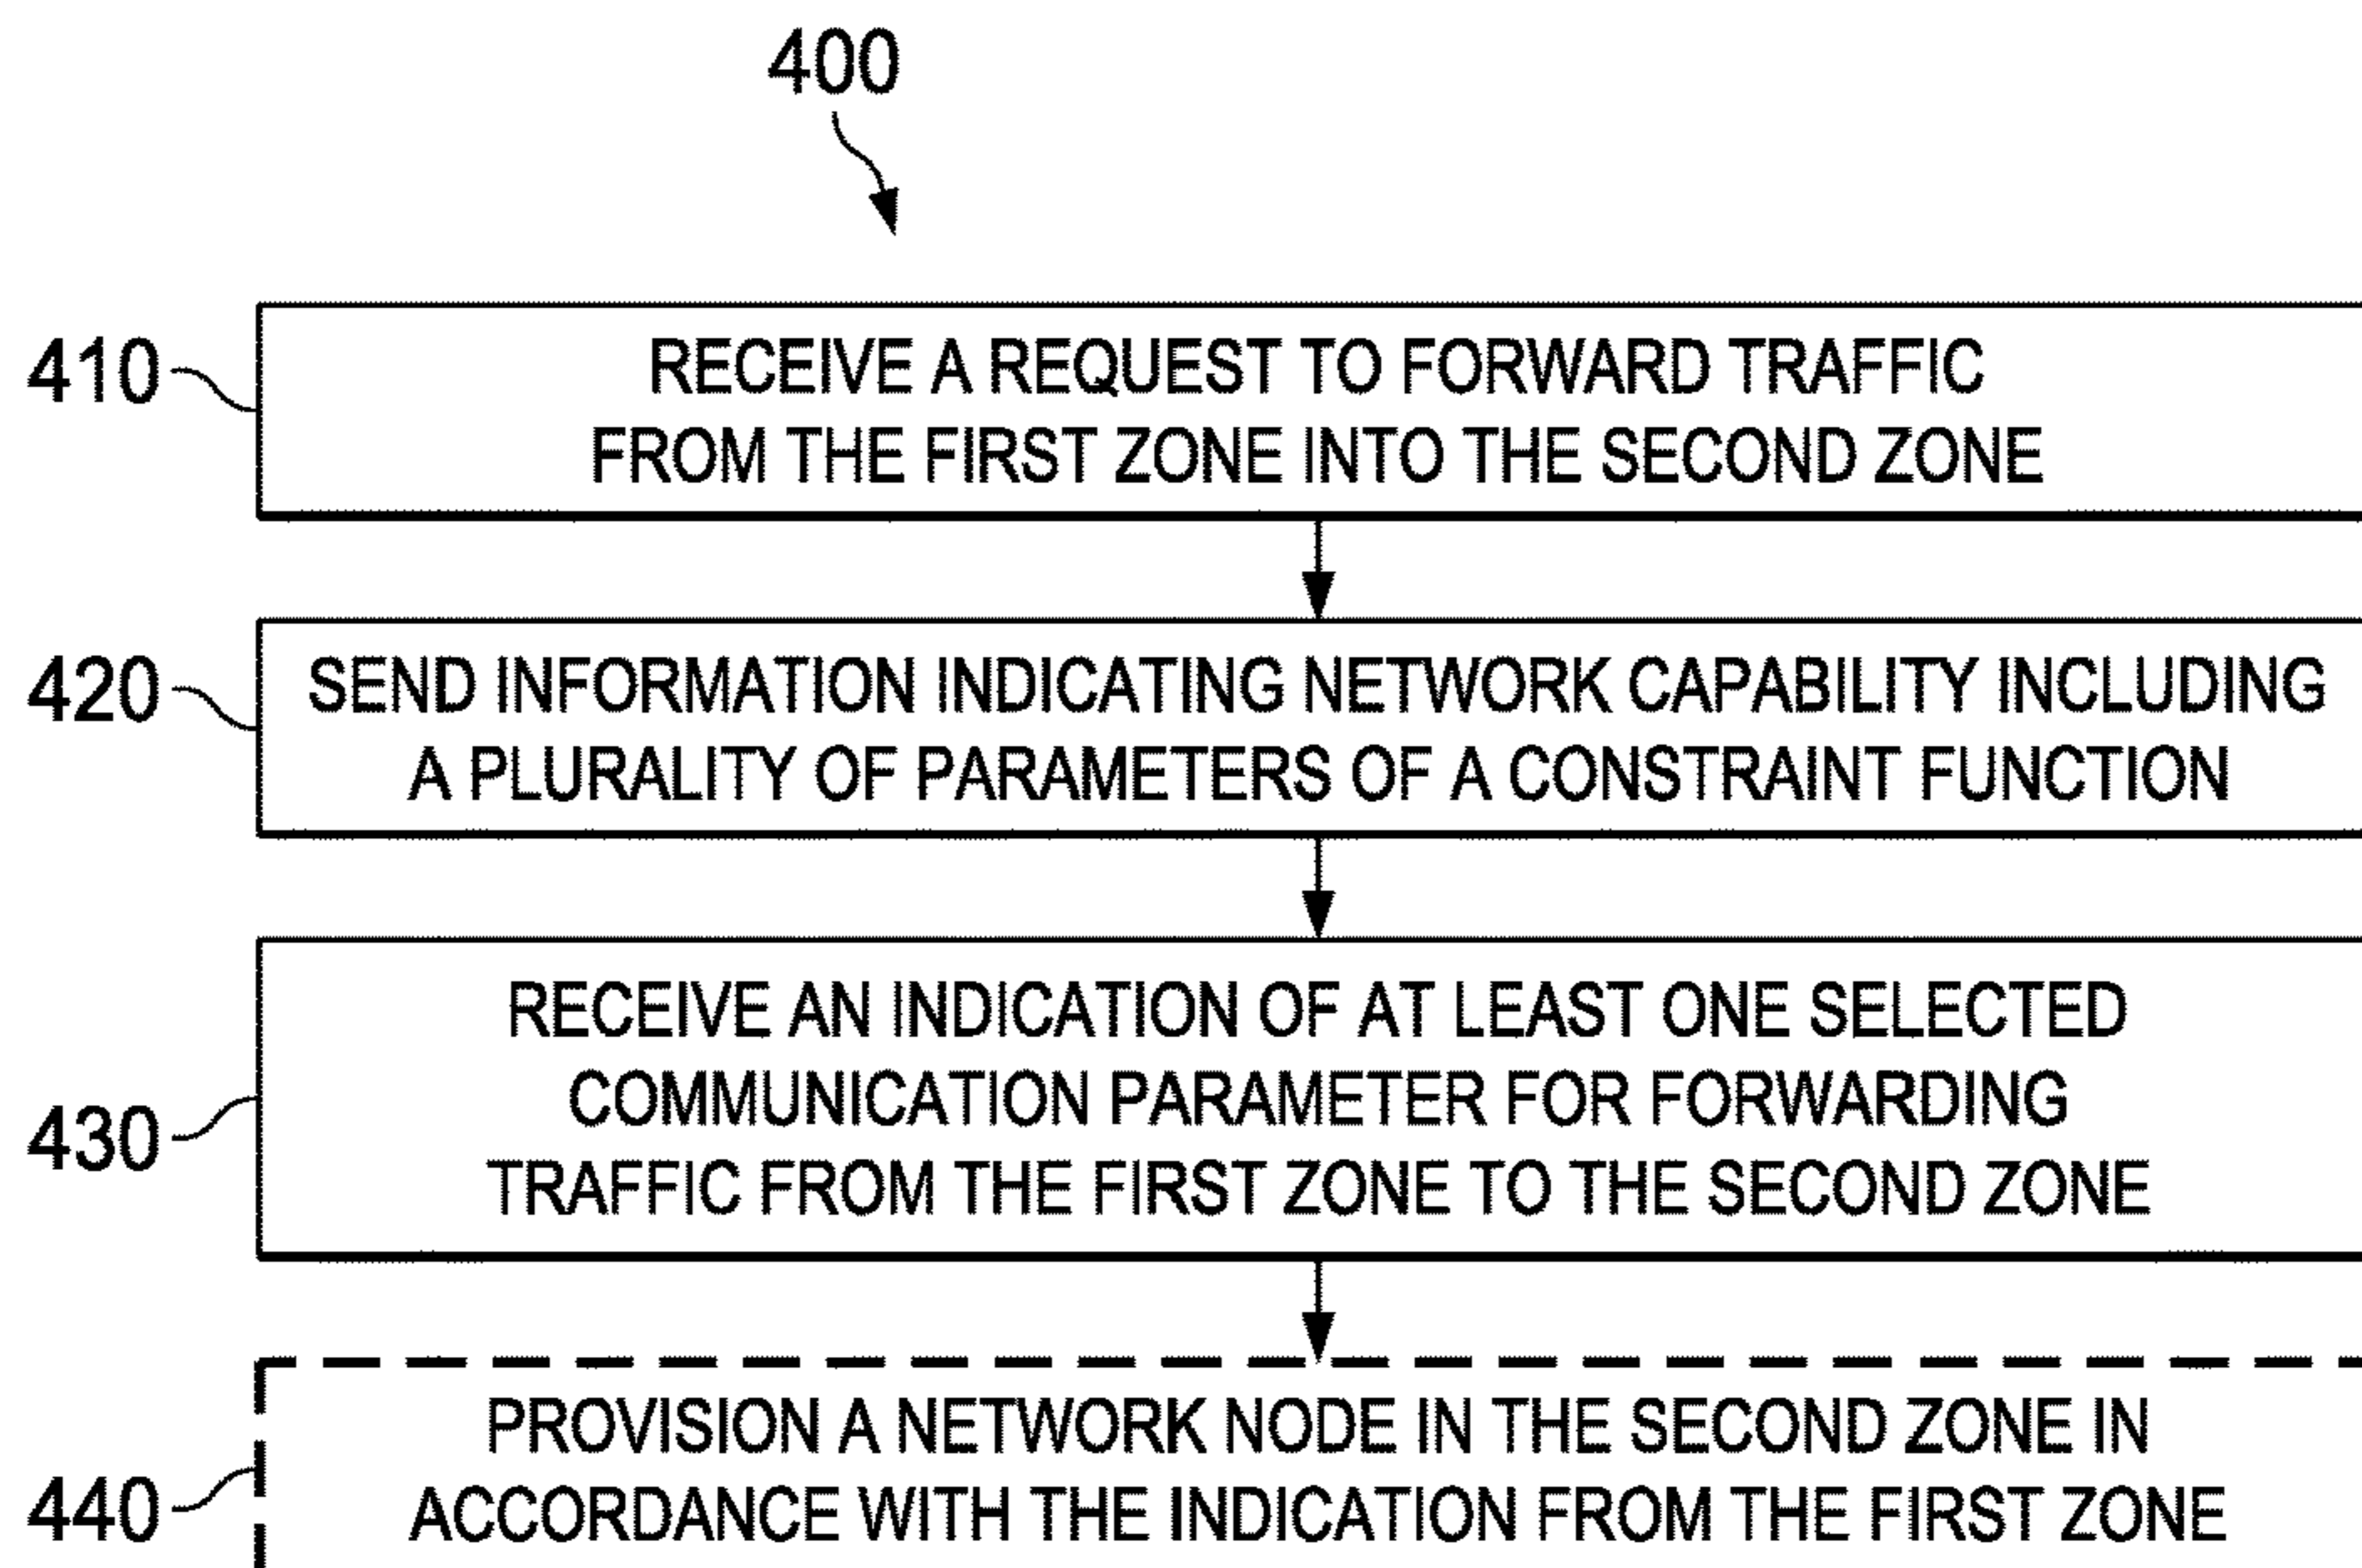 400
410
RECEIVE A REQUEST TO FORWARD TRAFFIC
FROM THE FIRST ZONE INTO THE SECOND ZONE
420
SEND INFORMATION INDICATING NETWORK CAPABILITY INCLUDING
A PLURALITY OF PARAMETERS OF A CONSTRAINT FUNCTION
430
RECEIVE AN INDICATION OF AT LEAST ONE SELECTED
COMMUNICATION PARAMETER FOR FORWARDING
TRAFFIC FROM THE FIRST ZONE TO THE SECOND ZONE
440
PROVISION A NETWORK NODE IN THE SECOND ZONE IN
ACCORDANCE WITH THE INDICATION FROM THE FIRST ZONE